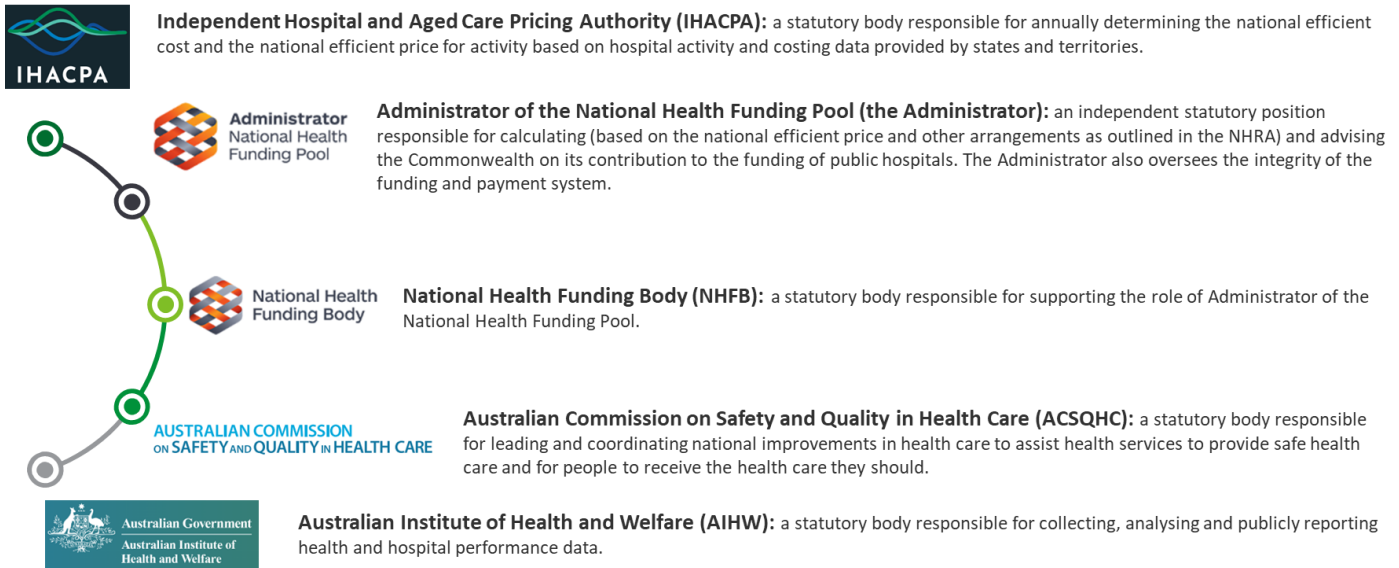 IHACPA
Independent Hospital and Aged Care Pricing Authority (IHACPA): a statutory body responsible for annually determining the national efficient
cost and the national efficient price for activity based on hospital activity and costing data provided by states and territories.
Administrator
National Health
Funding Pool
Administrator of the National Health Funding Pool (the Administrator): an independent statutory position
responsible for calculating (based on the national efficient price and other arrangements as outlined in the NHRA) and advising
the Commonwealth on its contribution to the funding of public hospitals. The Administrator also oversees the integrity of the
funding and payment system.
National Health
Funding Body
National Health Funding Body (NHFB): a statutory body responsible for supporting the role of Administrator of the
National Health Funding Pool.
AUSTRALIAN COMMISSION
ON SAFETY AND QUALITY IN HEALTH CARE
Australian Commission on Safety and Quality in Health Care (ACSQHC): a statutory body responsible
for leading and coordinating national improvements in health care to assist health services to provide safe health
care and for people to receive the health care they should.
Australian Government
Australian Institute of
Health and Welfare
Australian Institute of Health and Welfare (AIHW): a statutory body responsible for collecting, analysing and publicly reporting
health and hospital performance data.